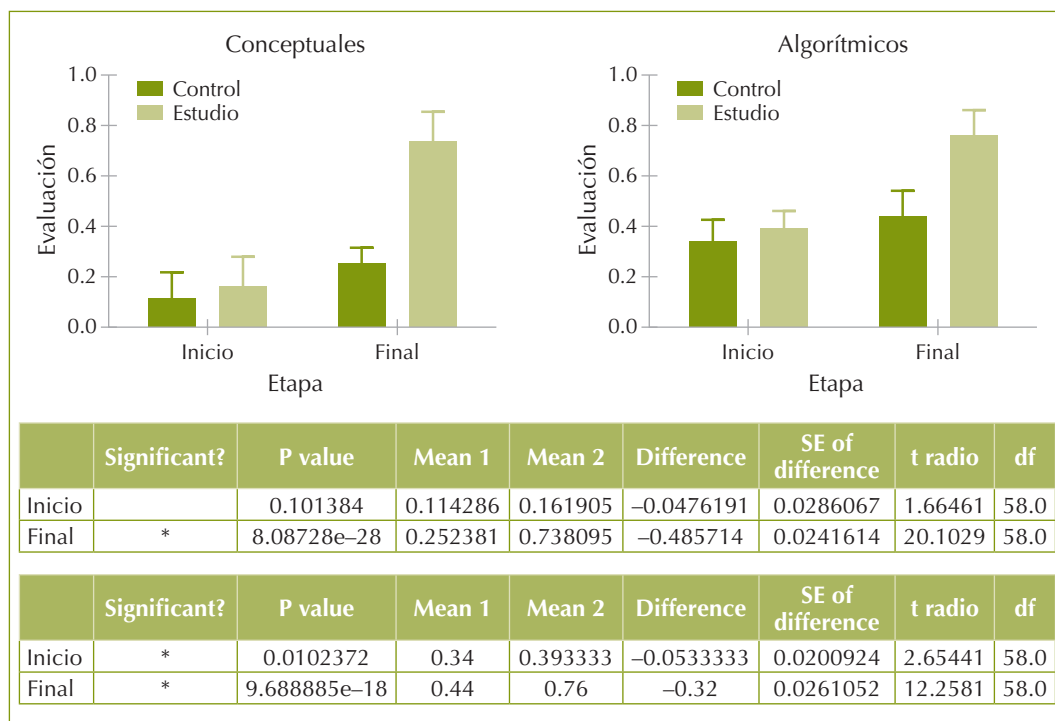 Conceptuales
1.0
0.8
0.6
0.4
0.2
0.0
Evaluación
Control
Estudio
Inicio Final
Etapa
Algorítmicos
1.0
0.8
0.6
0.4
0.2
0.0
Evaluación
Control
Estudio
Inicio Final
Etapa
Significant? P value Mean 1 Mean 2 Difference SE of difference t radio df
Inicio 0.101384 0.114286 0.161905 –0.0476191 0.0286067 1.66461 58.0
Final * 8.08728e–28 0.252381 0.738095 –0.485714 0.0241614 20.1029 58.0
Significant? P value Mean 1 Mean 2 Difference SE of difference t radio df
Inicio * 0.0102372 0.34 0.393333 –0.0533333 0.0200924 2.65441 58.0
Final * 9.688885e–18 0.44 0.76 –0.32 0.0261052 12.2581 58.0